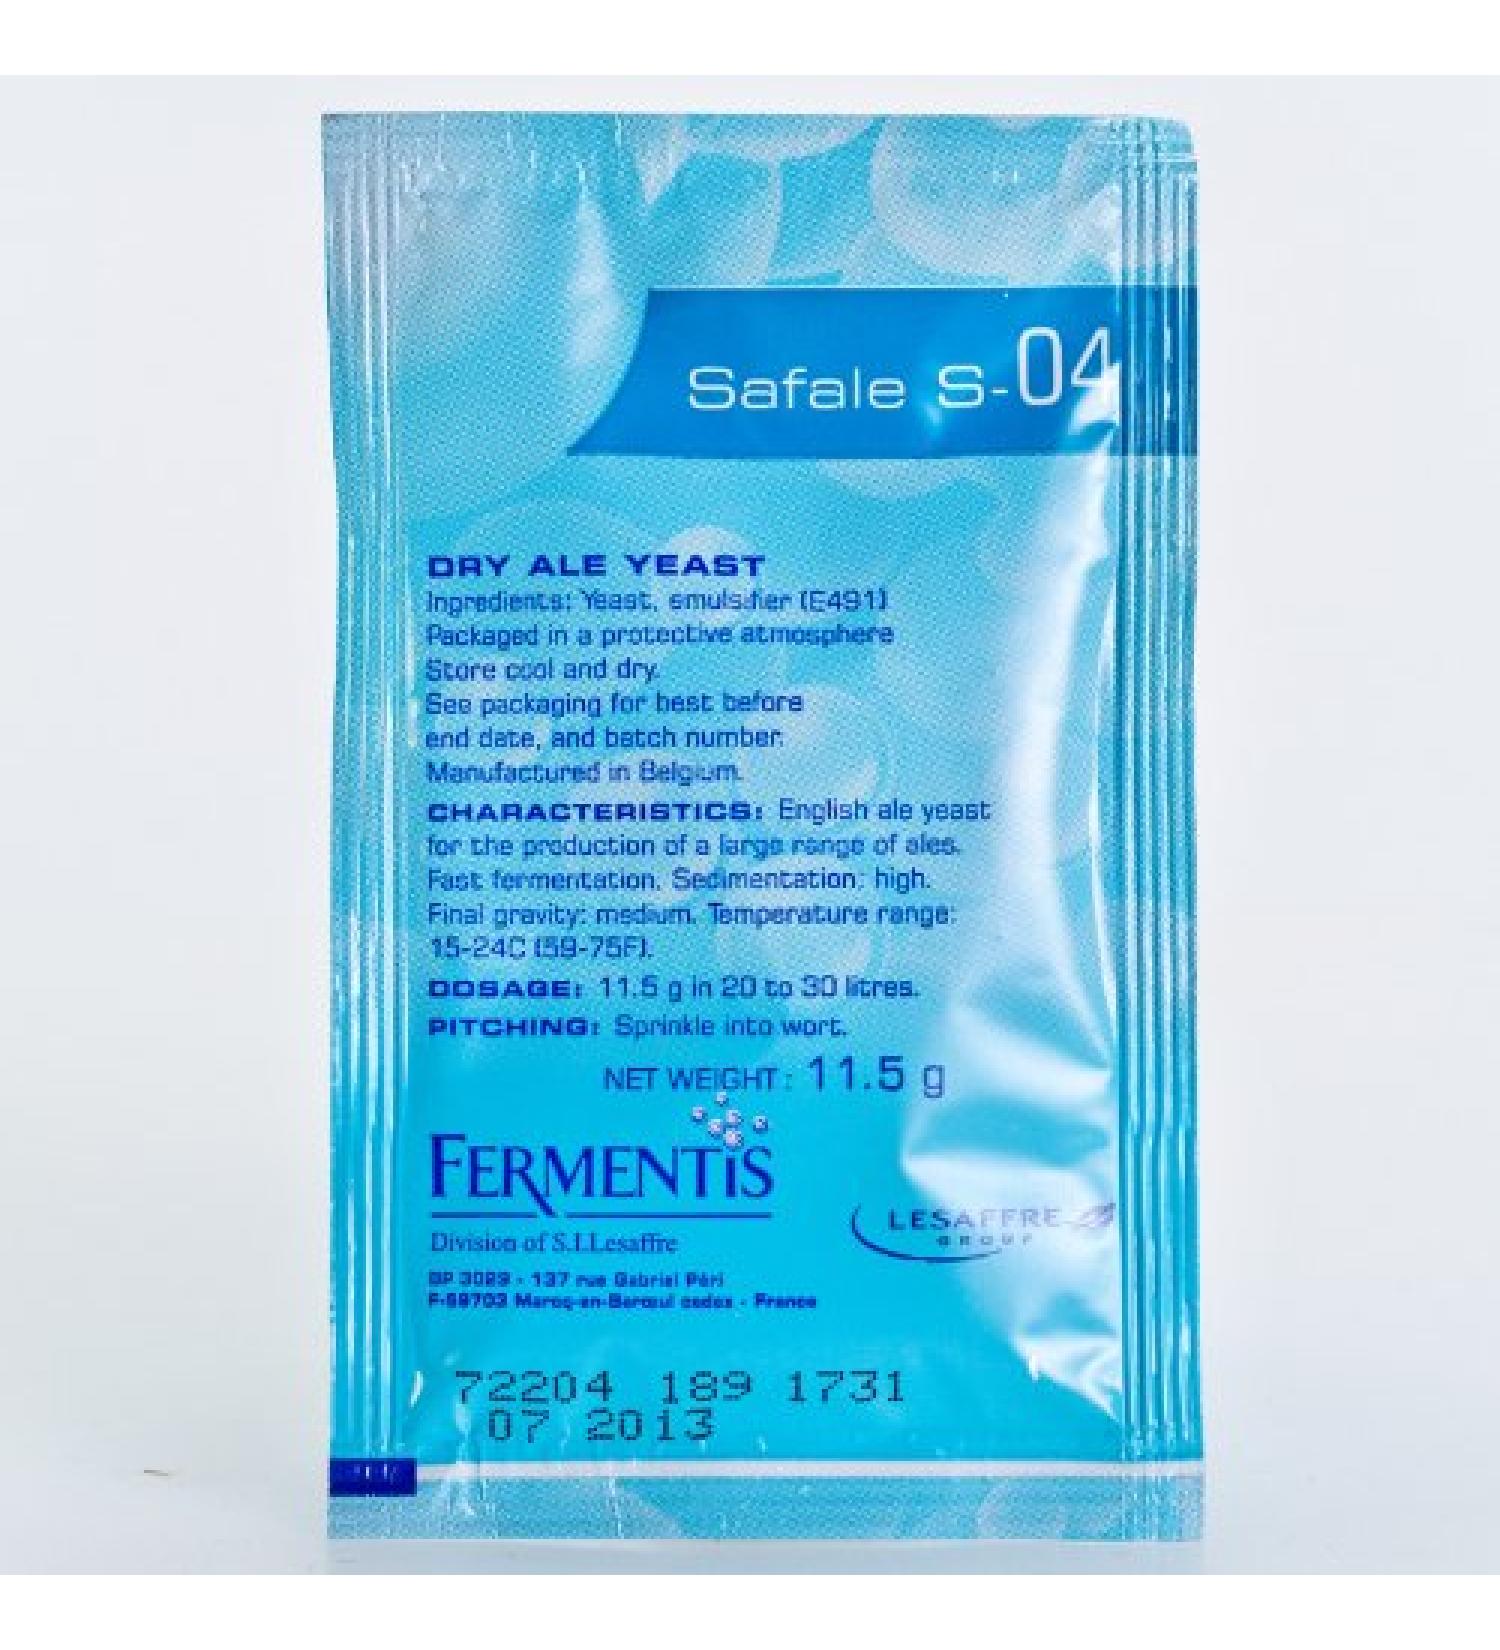 Safale S-04
DRY ALE YEAST
Ingredients: Yeast, emulsifier (E491)
Packaged in a protective atmosphere
Store cool and dry.
See packaging for best before
end date, and batch number.
Manufactured in Belgium.
CHARACTERISTICS: English ale yeast
for the production of a large range of ales.
Fast fermentation. Sedimentation: high.
Final gravity: medium. Temperature range:
15-24C (59-75F).
DOSAGE: 11.5 g in 20 to 30 litres.
PITCHING: Sprinkle into wort.
NET WEIGHT: 11.5 g
FERMENTIS
Division of S.I.Lesaffre
LESAFFRE
GROUP
BP 3029 - 137 rue Gabriel Péri
F-59703 Marcq-en-Barœul cedex - France
72204 189 1731
07 2013